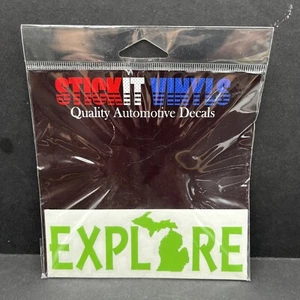 STICKIT VINYLS
Quality Automotive Decals
EXPLORE